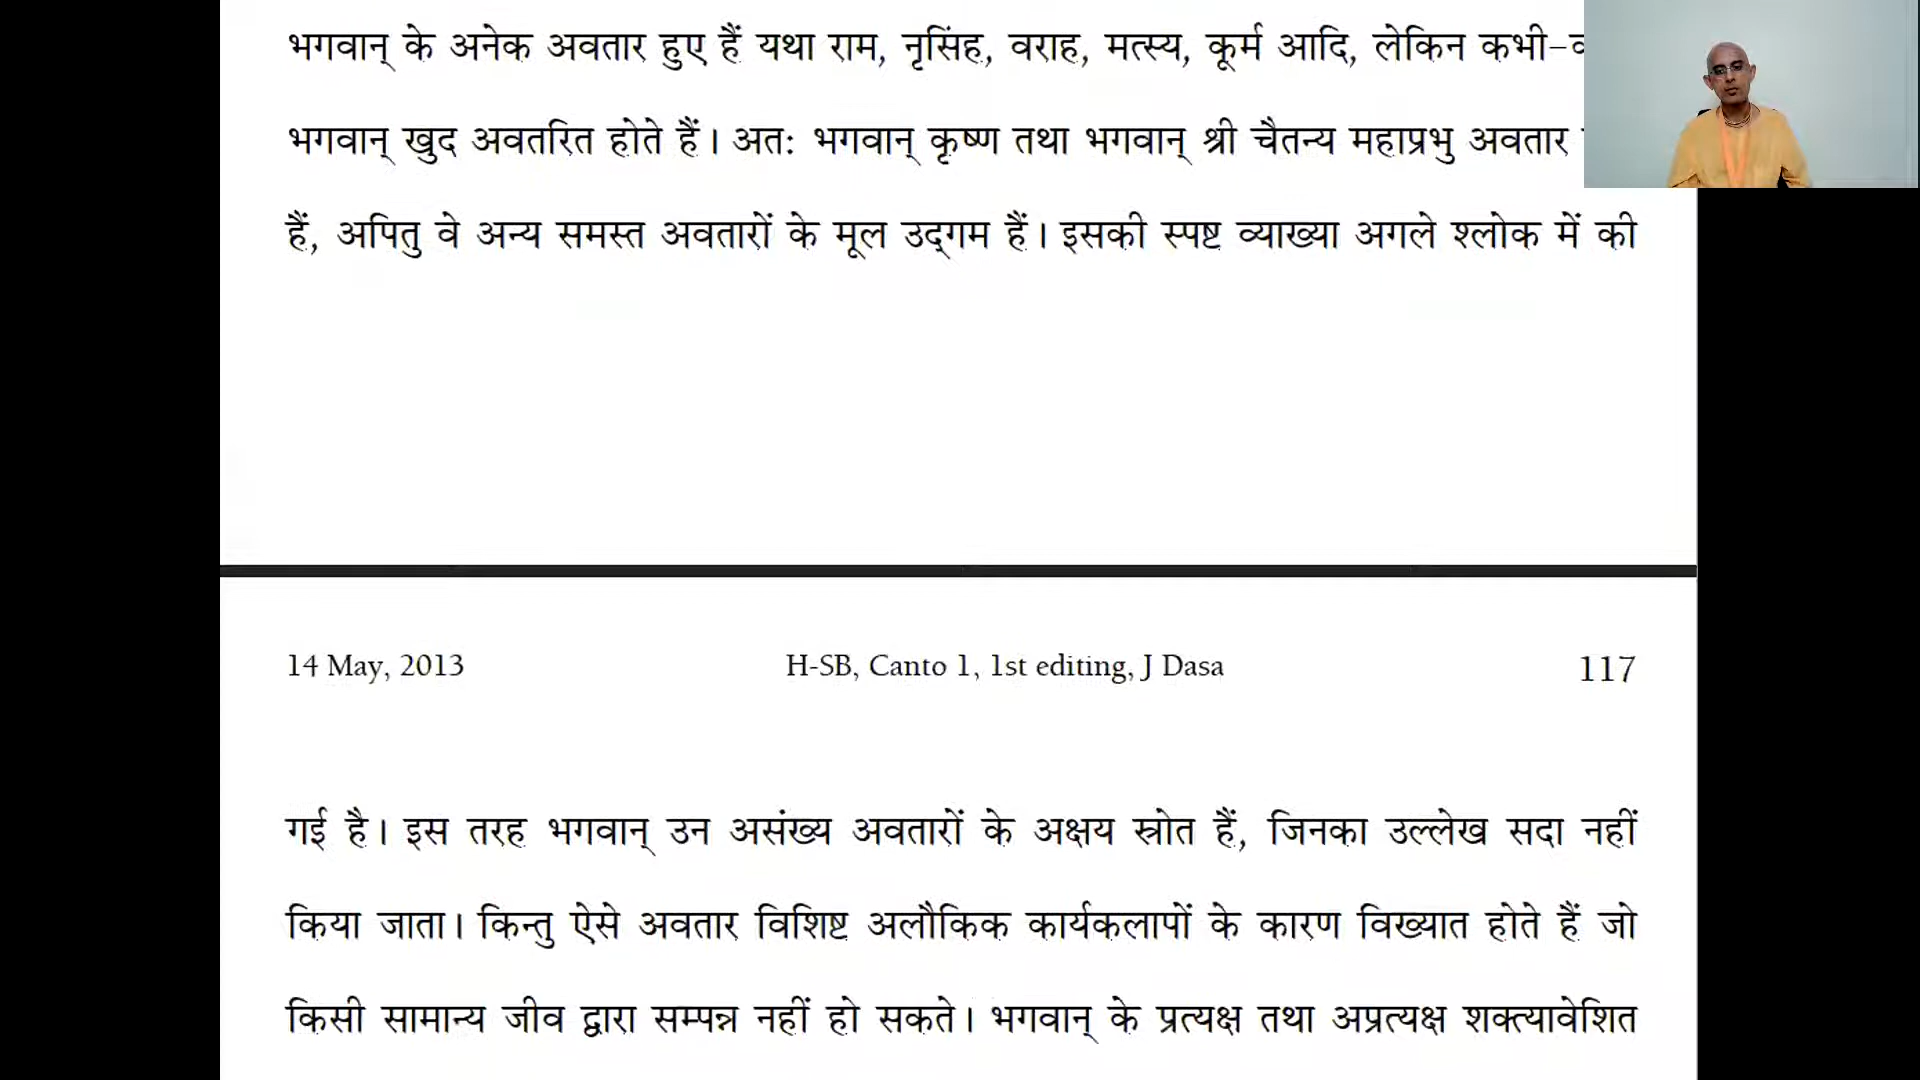 भगवान् के अनेक अवतार हुए हैं यथा राम, नृसिंह, वराह, मत्स्य, कूर्म आदि, लेकिन कभी-
भगवान् खुद अवतरित होते हैं। अतः भगवान् कृष्ण तथा भगवान् श्री चैतन्य महाप्रभु अवतार
हैं, अपितु वे अन्य समस्त अवतारों के मूल उद्‌गम हैं। इसकी स्पष्ट व्याख्या अगले श्लोक में की
14 May, 2013 H-SB, Canto 1, 1st editing, J Dasa 117
गई है। इस तरह भगवान् उन असंख्य अवतारों के अक्षय स्रोत हैं, जिनका उल्लेख सदा नहीं
किया जाता। किन्तु ऐसे अवतार विशिष्ट अलौकिक कार्यकलापों के कारण विख्यात होते हैं जो
किसी सामान्य जीव द्वारा सम्पन्न नहीं हो सकते। भगवान् के प्रत्यक्ष तथा अप्रत्यक्ष शक्त्यावेशित